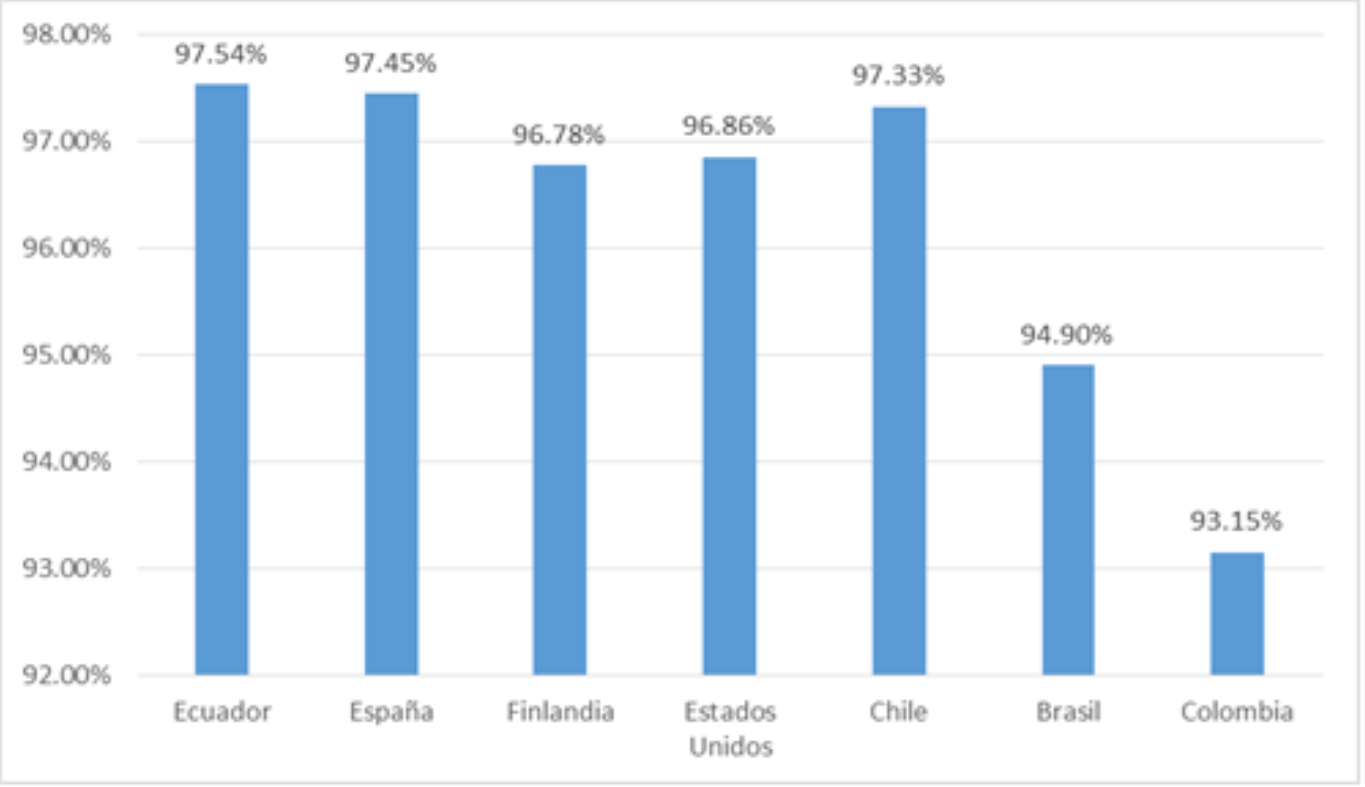 98.00%
97.00%
96.00%
95.00%
94.00%
93.00%
92.00%
97.54%
97.45%
96.78%
96.86%
97.33%
94.90%
93.15%
Ecuador
España
Finlandia
Estados
Unidos
Chile
Brasil
Colombia